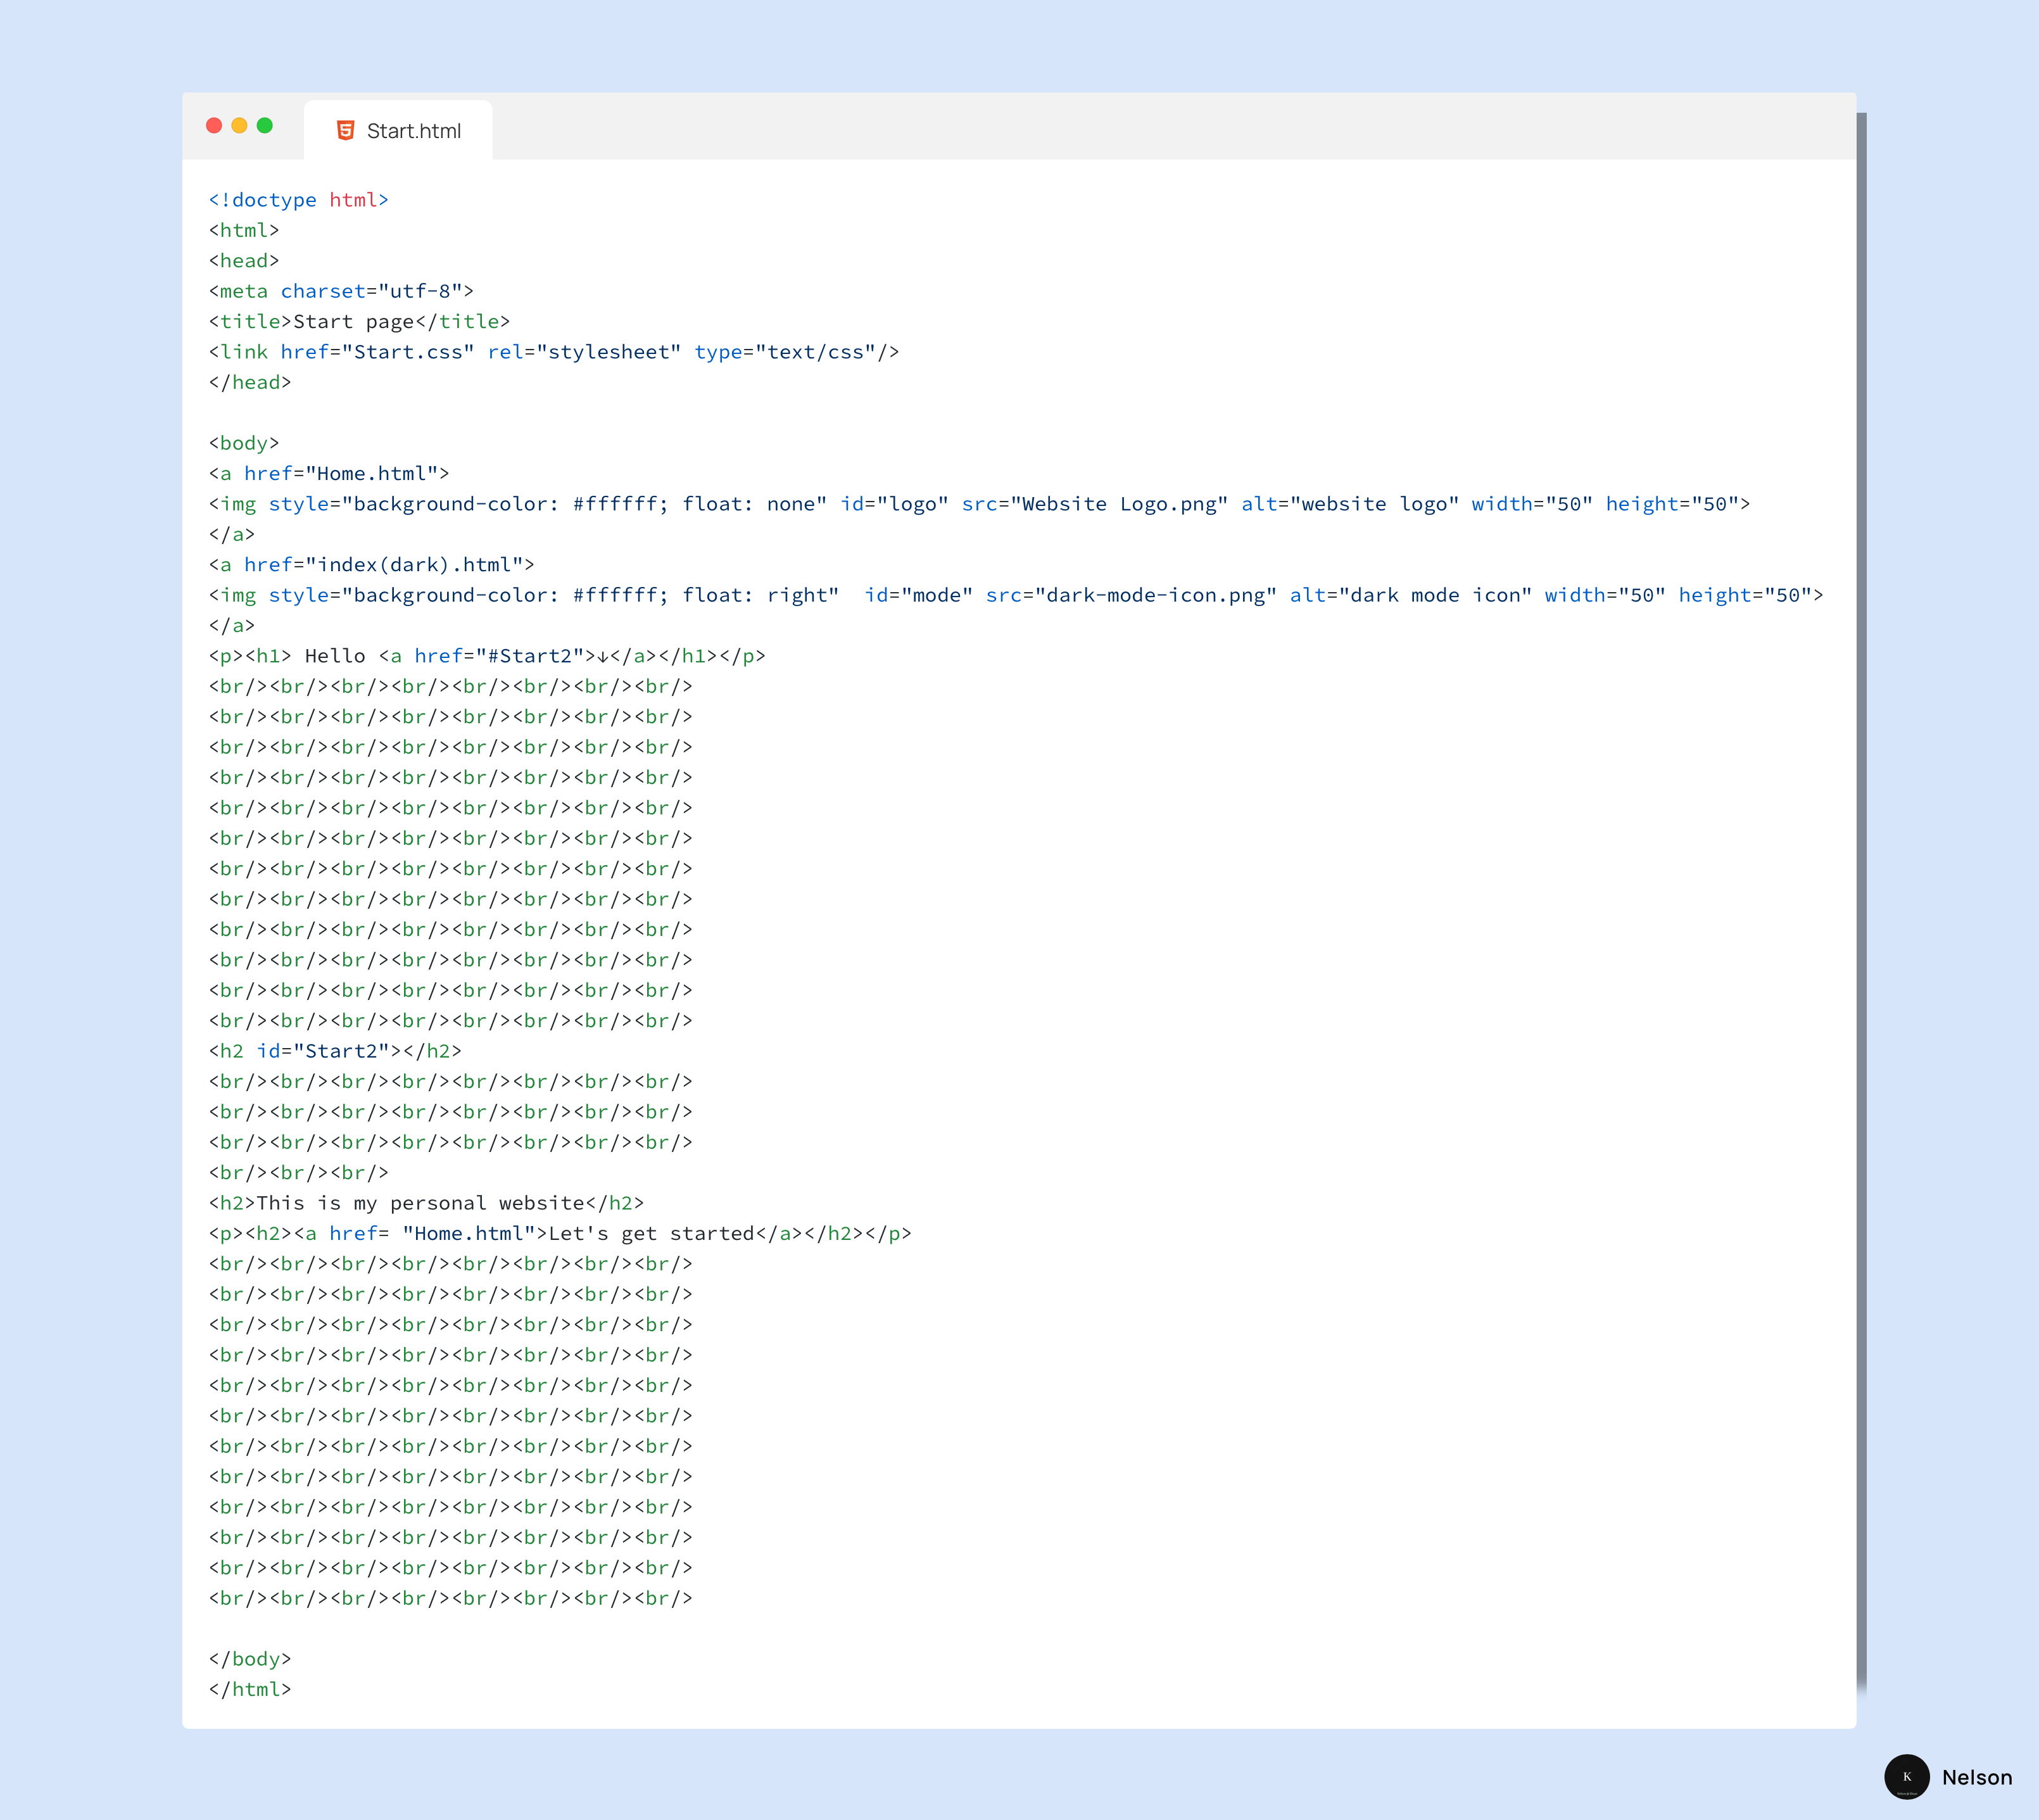 Start.html
<!doctype html>
<html>
<head>
<meta charset="utf-8">
<title>Start page</title>
<link href="Start.css" rel="stylesheet" type="text/css"/>
</head>
<body>
<a href="Home.html">
<img style="background-color: #ffffff; float: none" id="logo" src="Website Logo.png" alt="website logo" width="50" height="50">
</a>
<a href="index(dark).html">
<img style="background-color: #ffffff; float: right"  id="mode" src="dark-mode-icon.png" alt="dark mode icon" width="50" height="50">
</a>
<p><h1> Hello <a href="#Start2">↓</a></h1></p>
<br/><br/><br/><br/><br/><br/><br/><br/>
<br/><br/><br/><br/><br/><br/><br/><br/>
<br/><br/><br/><br/><br/><br/><br/><br/>
<br/><br/><br/><br/><br/><br/><br/><br/>
<br/><br/><br/><br/><br/><br/><br/><br/>
<br/><br/><br/><br/><br/><br/><br/><br/>
<br/><br/><br/><br/><br/><br/><br/><br/>
<br/><br/><br/><br/><br/><br/><br/><br/>
<br/><br/><br/><br/><br/><br/><br/><br/>
<br/><br/><br/><br/><br/><br/><br/><br/>
<br/><br/><br/><br/><br/><br/><br/><br/>
<br/><br/><br/><br/><br/><br/><br/><br/>
<h2 id="Start2"></h2>
<br/><br/><br/><br/><br/><br/><br/><br/>
<br/><br/><br/><br/><br/><br/><br/><br/>
<br/><br/><br/><br/><br/><br/><br/><br/>
<br/><br/><br/>
<h2>This is my personal website</h2>
<p><h2><a href= "Home.html">Let's get started</a></h2></p>
<br/><br/><br/><br/><br/><br/><br/><br/>
<br/><br/><br/><br/><br/><br/><br/><br/>
<br/><br/><br/><br/><br/><br/><br/><br/>
<br/><br/><br/><br/><br/><br/><br/><br/>
<br/><br/><br/><br/><br/><br/><br/><br/>
<br/><br/><br/><br/><br/><br/><br/><br/>
<br/><br/><br/><br/><br/><br/><br/><br/>
<br/><br/><br/><br/><br/><br/><br/><br/>
<br/><br/><br/><br/><br/><br/><br/><br/>
<br/><br/><br/><br/><br/><br/><br/><br/>
<br/><br/><br/><br/><br/><br/><br/><br/>
<br/><br/><br/><br/><br/><br/><br/><br/>
</body>
</html>
K
Nelson